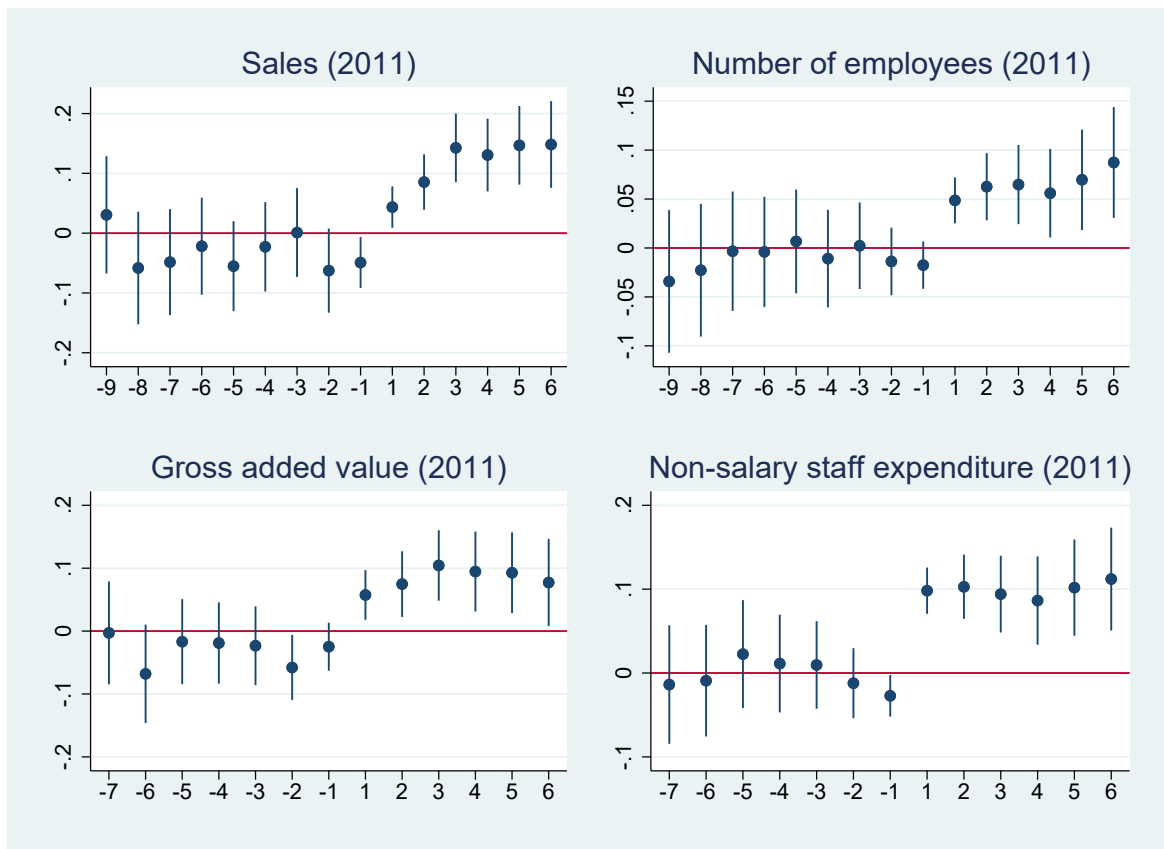 Sales (2011)
.2
.1
0
-.1
-.2
-9 -8 -7 -6 -5 -4 -3 -2 -1 1 2 3 4 5 6
Number of employees (2011)
.15
.1
.05
0
-.05
-.1
-9 -8 -7 -6 -5 -4 -3 -2 -1 1 2 3 4 5 6
Gross added value (2011)
.2
.1
0
-.1
-.2
-7 -6 -5 -4 -3 -2 -1 1 2 3 4 5 6
Non-salary staff expenditure (2011)
.2
.1
0
-.1
-7 -6 -5 -4 -3 -2 -1 1 2 3 4 5 6